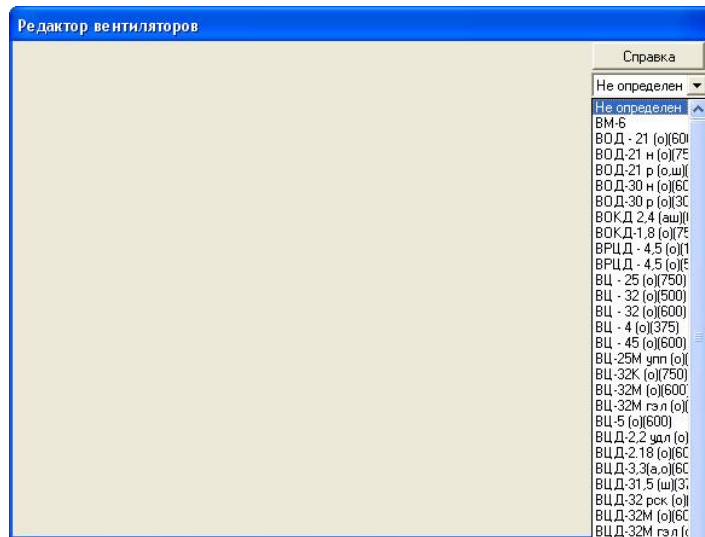 Редактор вентиляторов
Справка
Не определен
Не определен
ВМ-6
ВОД - 21 (о)(60
ВОД-21 н (о)(75
ВОД-21 р (о,ш)(
ВОД-30 н (о)(60
ВОД-30 р (о)(30
ВОКД 2,4 (аш)(
ВОКД-1,8 (о)(75
ВРЦД - 4,5 (о)(1
ВРЦД - 4,5 (о)(5
ВЦ - 25 (о)(750)
ВЦ - 32 (о)(500)
ВЦ - 32 (о)(600)
ВЦ - 4 (о)(375)
ВЦ - 45 (о)(600)
ВЦ-25М упп (о)(
ВЦ-32К (о)(750)
ВЦ-32М (о)(600
ВЦ-32М гэл (о)(
ВЦ-5 (о)(600)
ВЦД-2,2 удл (о)
ВЦД-2.18 (о)(60
ВЦД-3,3(а,о)(60
ВЦД-31,5 (ш)(37
ВЦД-32 рск (о)(
ВЦД-32М (о)(60
ВЦД-32М гэл (о